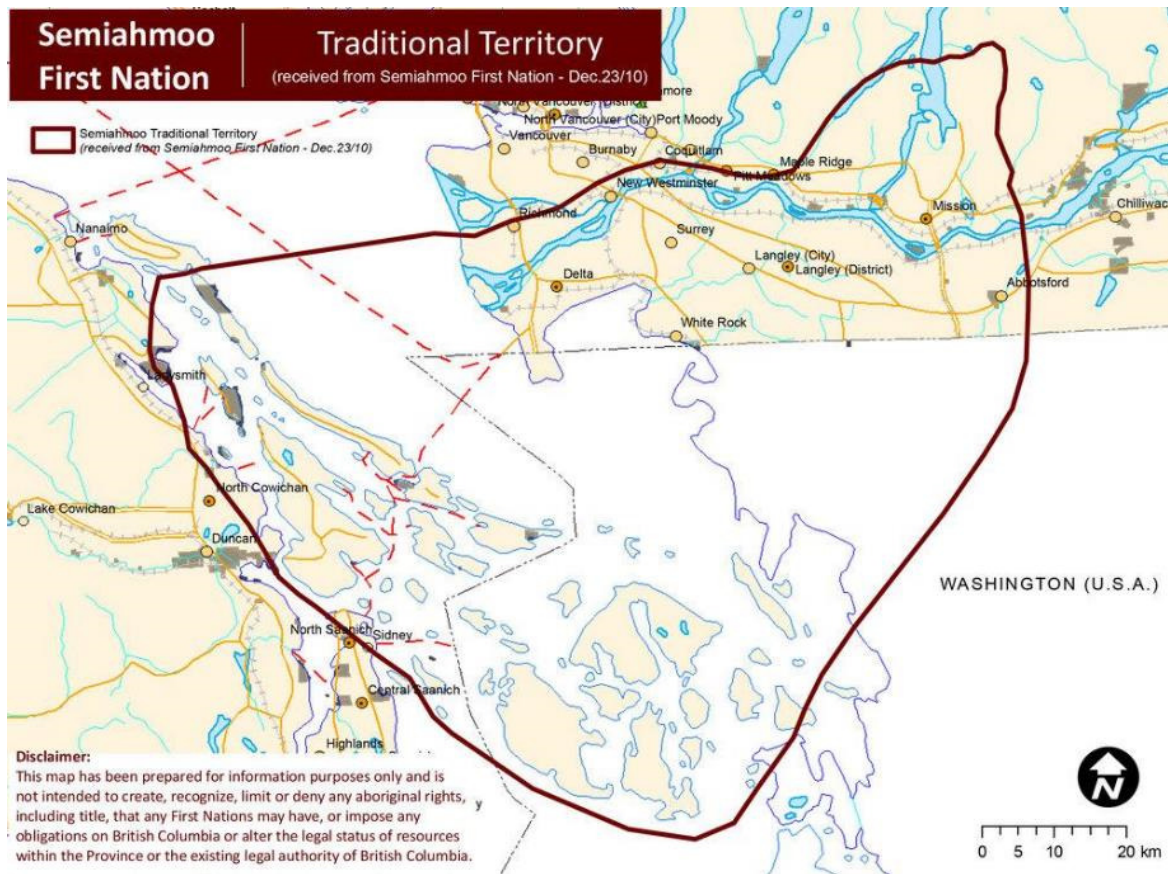 Semiahmoo
First Nation
Traditional Territory
(received from Semiahmoo First Nation - Dec.23/10)
Semiahmoo Traditional Territory
(received from Semiahmoo First Nation - Dec.23/10)
North Vancouver (District)
North Vancouver (City)
Port Moody
Vancouver
Burnaby
Coquitlam
Maple Ridge
Pitt Meadows
New Westminster
Richmond
Mission
Chilliwac
Nanaimo
Surrey
Langley (City)
Langley (District)
Delta
Abbotsford
White Rock
Ladysmith
North Cowichan
Lake Cowichan
Duncan
WASHINGTON (U.S.A.)
North Saanich
Sidney
Central Saanich
Highlands
Disclaimer:
This map has been prepared for information purposes only and is
not intended to create, recognize, limit or deny any aboriginal rights,
including title, that any First Nations may have, or impose any
obligations on British Columbia or alter the legal status of resources
within the Province or the existing legal authority of British Columbia.
y
N
0 5 10 20 km